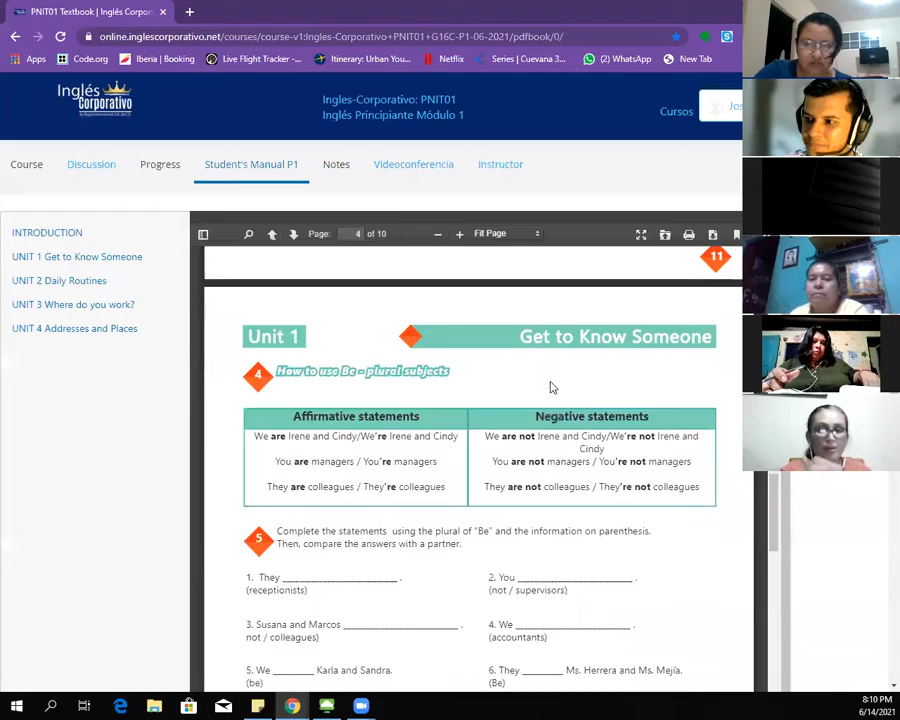 PNIT01 Textbook | Inglés Corpor
online.inglescorporativo.net/courses/course-v1:Ingles-Corporativo+PNIT01+G16C-P1-06-2021/pdfbook/0/
Apps Code.org Iberia | Booking Live Flight Tracker -... Itinerary: Urban You... Netflix Series | Cuevana 3... (2) WhatsApp New Tab
Inglés
Corporativo
Ingles-Corporativo: PNIT01
Inglés Principiante Módulo 1
Cursos
Jos
Course Discussion Progress Student's Manual P1 Notes Videoconferencia Instructor
INTRODUCTION
UNIT 1 Get to Know Someone
UNIT 2 Daily Routines
UNIT 3 Where do you work?
UNIT 4 Addresses and Places
Page: 4 of 10 Fit Page
11
Unit 1 Get to Know Someone
4 How to use Be - plural subjects
Affirmative statements Negative statements
We are Irene and Cindy/We're Irene and Cindy We are not Irene and Cindy/We're not Irene and
Cindy
You are managers / You're managers You are not managers / You're not managers
They are colleagues / They're colleagues They are not colleagues / They're not colleagues
5 Complete the statements using the plural of "Be" and the information on parenthesis.
Then, compare the answers with a partner.
1. They ________________________ . 2. You ________________________ .
(receptionists) (not / supervisors)
3. Susana and Marcos ________________________ . 4. We ________________________ .
not / colleagues) (accountants)
5. We ________ Karla and Sandra. 6. They ________ Ms. Herrera and Ms. Mejía.
(be) (Be)
8:10 PM
6/14/2021